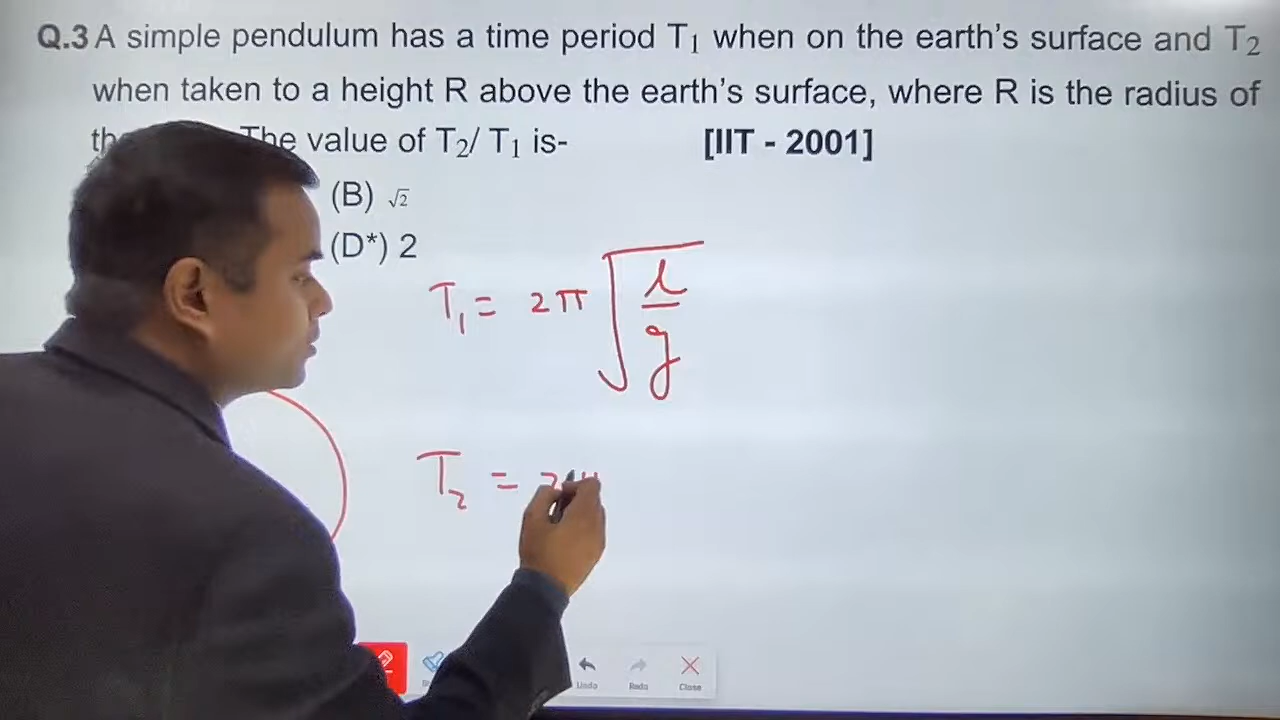 Q.3 A simple pendulum has a time period T₁ when on the earth's surface and T₂
when taken to a height R above the earth's surface, where R is the radius of
The value of T₂/ T₁ is- [IIT - 2001]
(B) √2
(D*) 2
T₁ = 2π √(l/g)
T₂ = 2π
Undo Redo Close